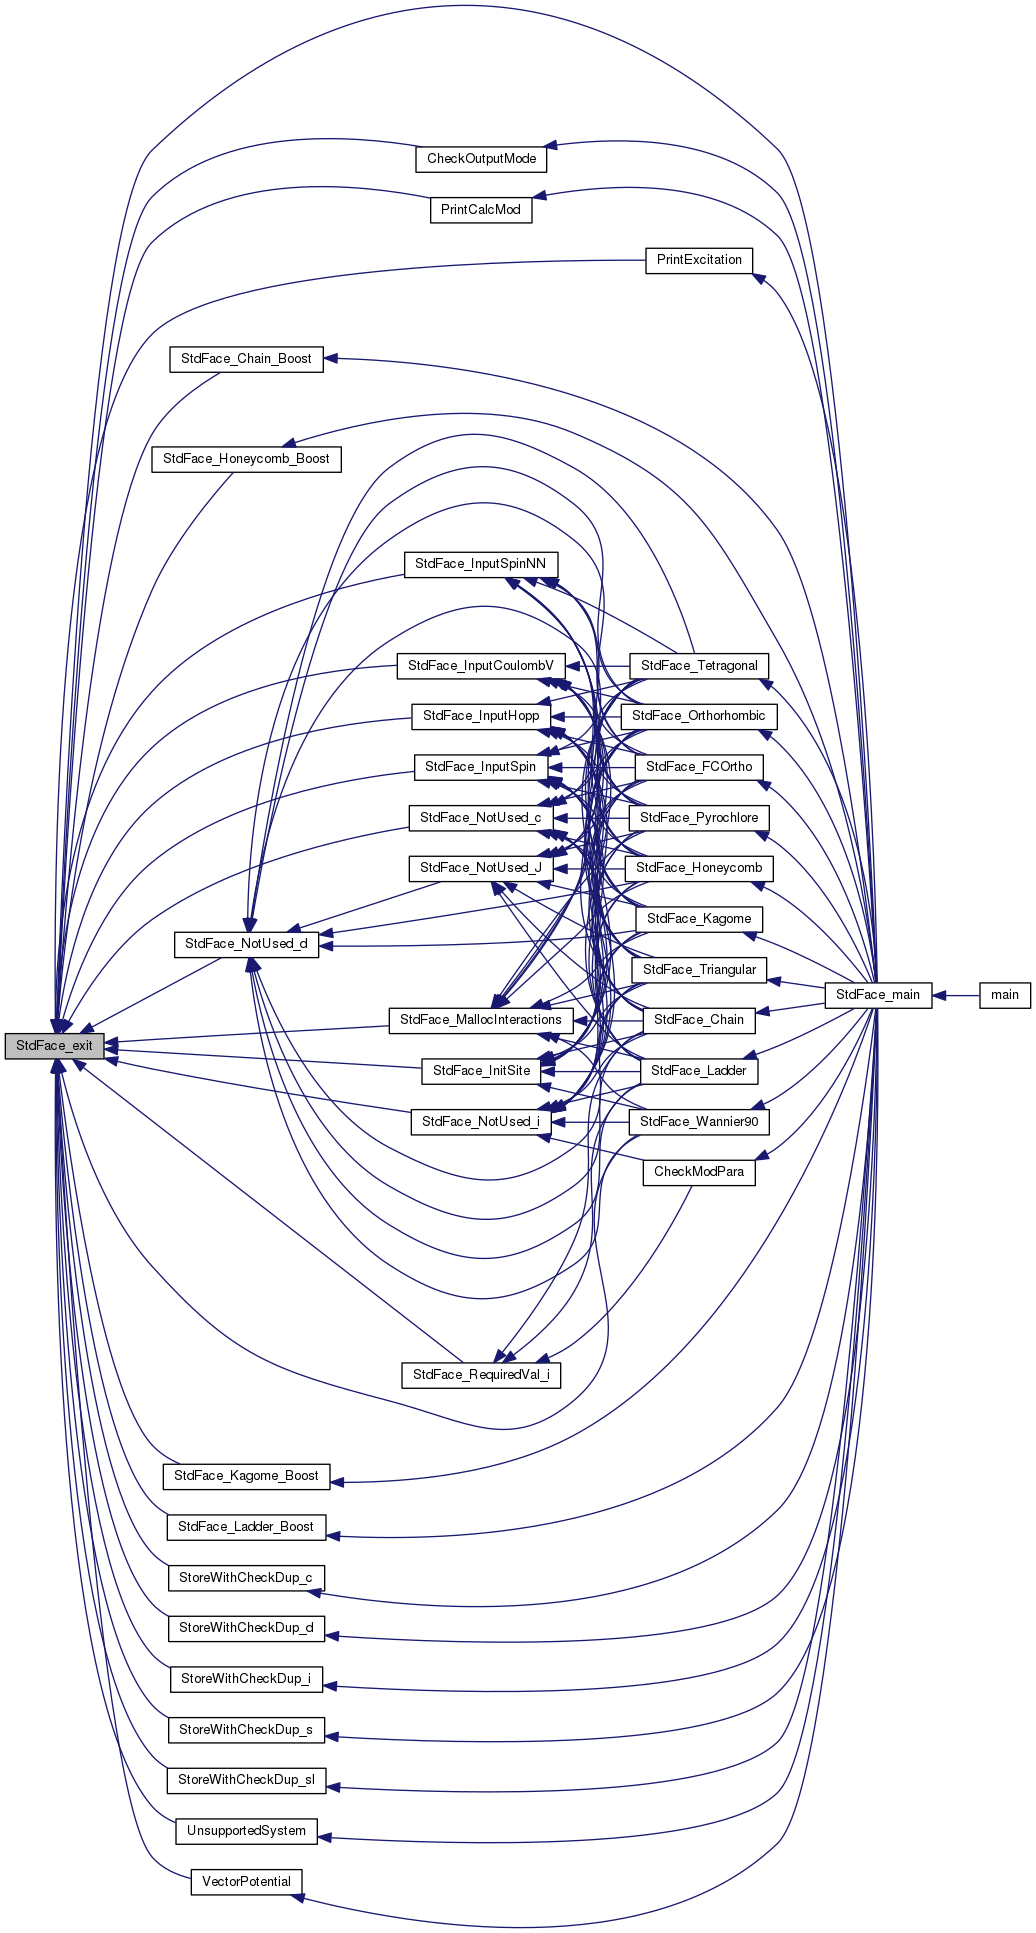 CheckOutputMode
PrintCalcMod
PrintExcitation
StdFace_Chain_Boost
StdFace_Honeycomb_Boost
StdFace_InputSpinNN
StdFace_InputCoulombV
StdFace_Tetragonal
StdFace_InputHopp
StdFace_Orthorhombic
StdFace_InputSpin
StdFace_FCOrtho
StdFace_NotUsed_c
StdFace_Pyrochlore
StdFace_NotUsed_J
StdFace_Honeycomb
StdFace_Kagome
StdFace_NotUsed_d
StdFace_Triangular
StdFace_main
main
StdFace_MallocInteractions
StdFace_Chain
StdFace_exit
StdFace_InitSite
StdFace_Ladder
StdFace_NotUsed_i
StdFace_Wannier90
CheckModPara
StdFace_RequiredVal_i
StdFace_Kagome_Boost
StdFace_Ladder_Boost
StoreWithCheckDup_c
StoreWithCheckDup_d
StoreWithCheckDup_i
StoreWithCheckDup_s
StoreWithCheckDup_sl
UnsupportedSystem
VectorPotential